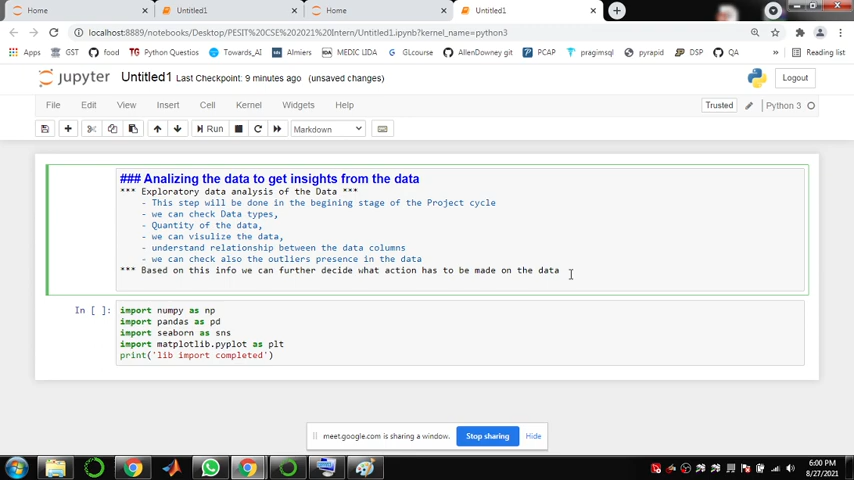 Home
Untitled1
Home
Untitled1
localhost:8889/notebooks/Desktop/PESIT%20CSE%202021%20Intern/Untitled1.ipynb?kernel_name=python3
Apps GST food Python Questions Towards_AI Almiers MEDIC LIDA GLcourse AllenDowney git PCAP pragimsql pyrapid DSP QA » Reading list
jupyter Untitled1 Last Checkpoint: 9 minutes ago (unsaved changes) Logout
File Edit View Insert Cell Kernel Widgets Help Trusted Python 3
Run Markdown
### Analizing the data to get insights from the data
*** Exploratory data analysis of the Data ***
- This step will be done in the begining stage of the Project cycle
- we can check Data types,
- Quantity of the data,
- we can visulize the data,
- understand relationship between the data columns
- we can check also the outliers presence in the data
*** Based on this info we can further decide what action has to be made on the data
In [ ]: import numpy as np
import pandas as pd
import seaborn as sns
import matplotlib.pyplot as plt
print('lib import completed')
meet.google.com is sharing a window. Stop sharing Hide
6:00 PM
8/27/2021